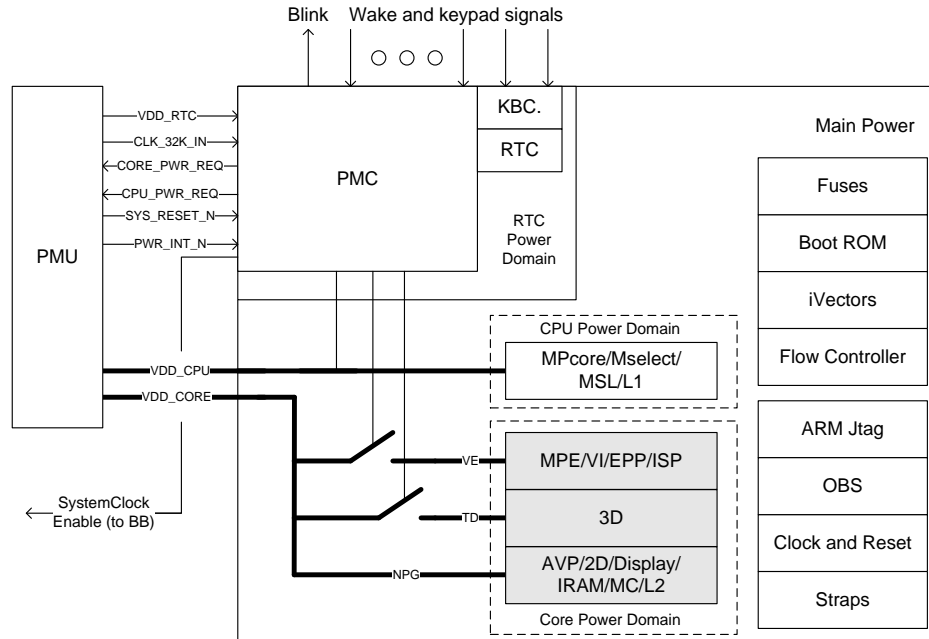 Blink
Wake and keypad signals
PMU
VDD_RTC
CLK_32K_IN
CORE_PWR_REQ
CPU_PWR_REQ
SYS_RESET_N
PWR_INT_N
PMC
KBC.
RTC
RTC
Power
Domain
Main Power
Fuses
Boot ROM
iVectors
Flow Controller
CPU Power Domain
MPcore/Mselect/
MSL/L1
VDD_CPU
VDD_CORE
ARM Jtag
OBS
Clock and Reset
Straps
VE
MPE/VI/EPP/ISP
TD
3D
NPG
AVP/2D/Display/
IRAM/MC/L2
Core Power Domain
SystemClock
Enable (to BB)